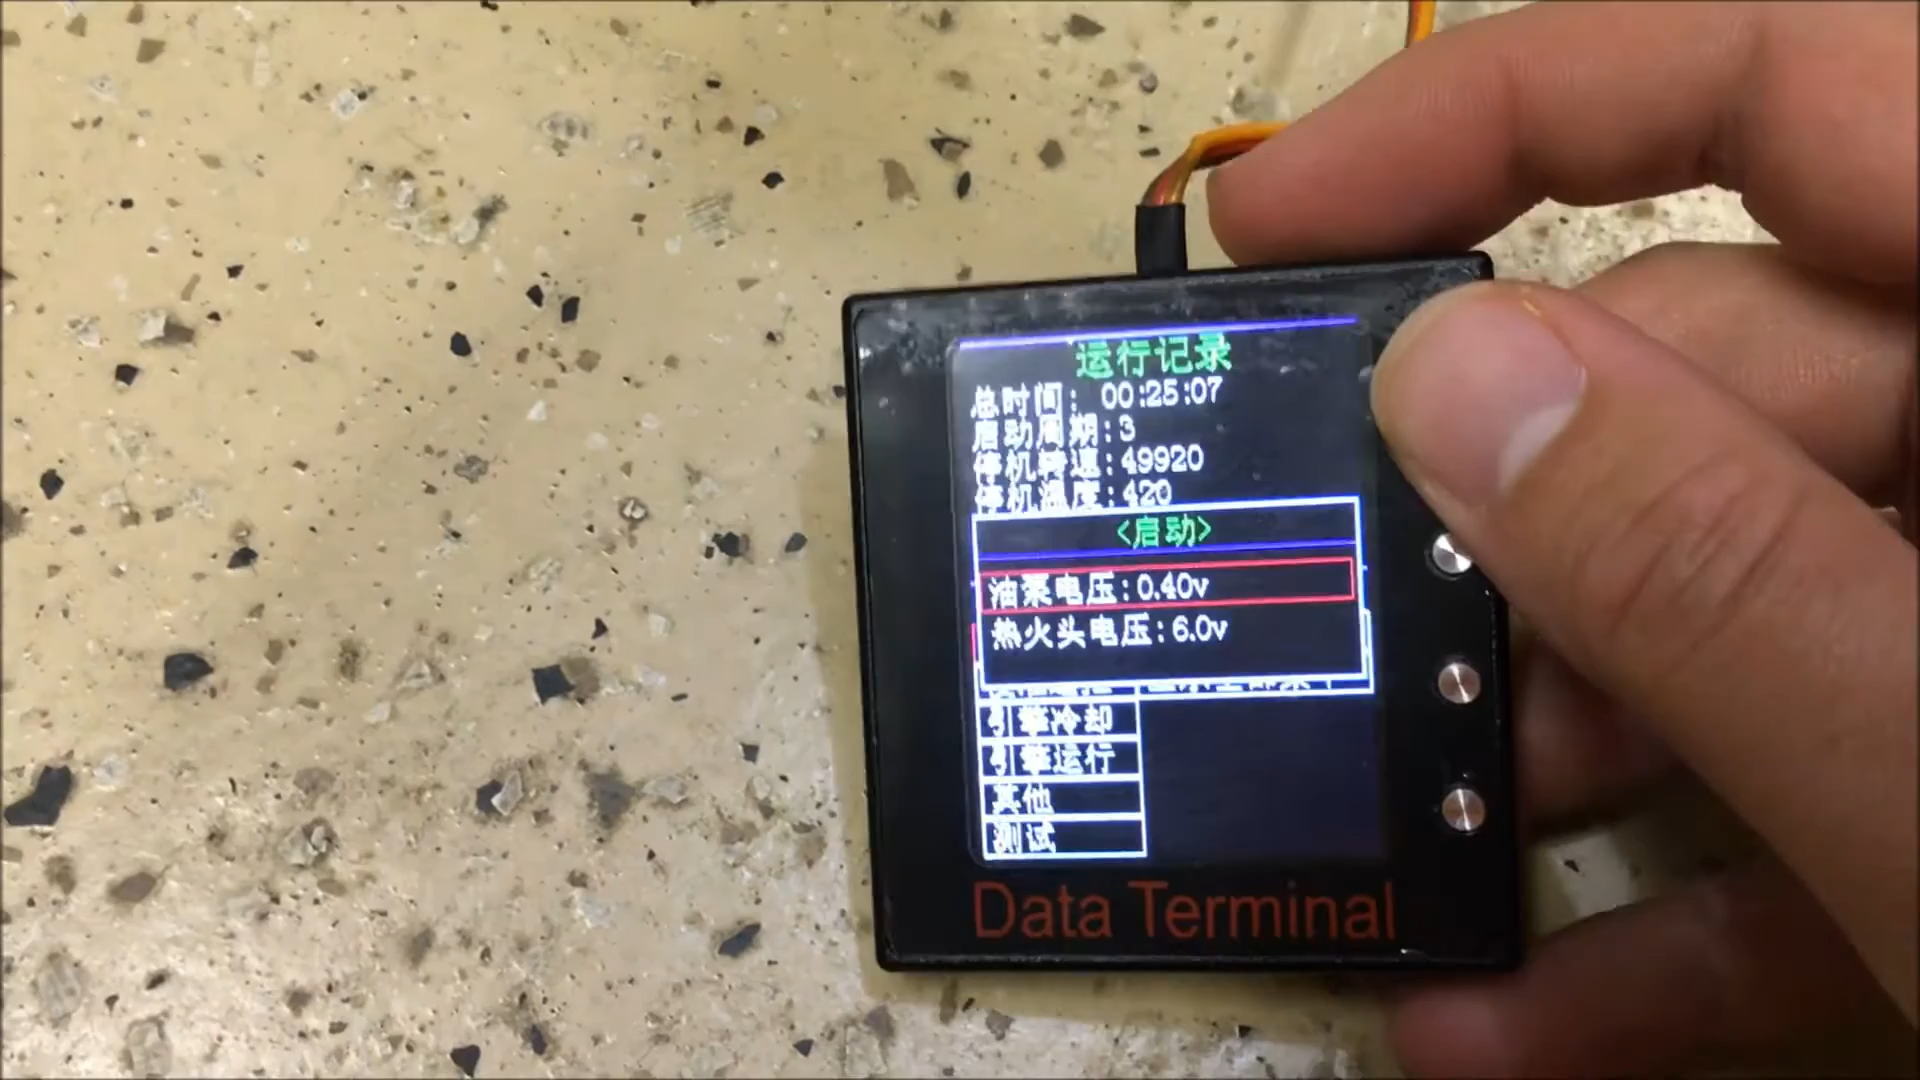 运行记录
总时间: 00:25:07
启动周期:3
停机转速:49920
停机温度:420
<启动>
油泵电压:0.40v
热火头电压:6.0v
引擎冷却
引擎运行
其他
测试
Data Terminal